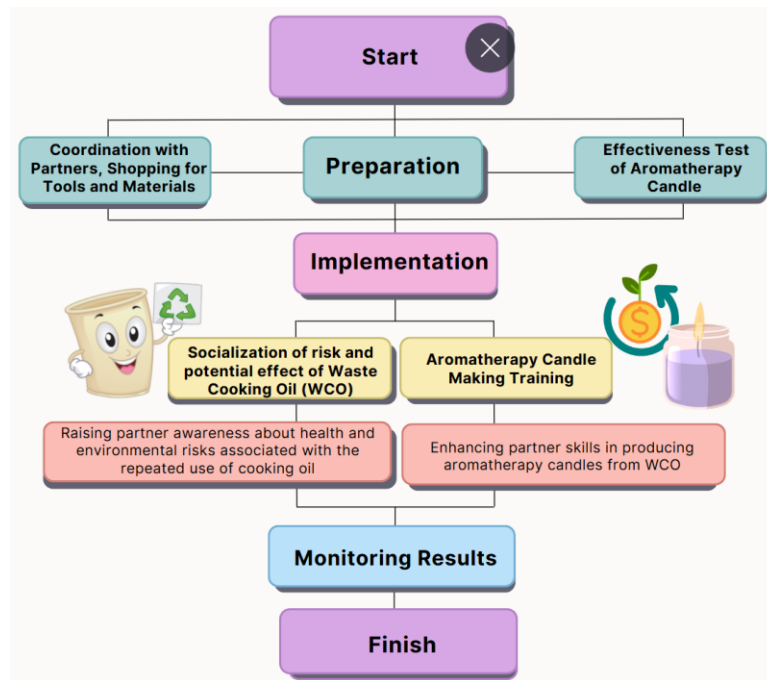 Start
Coordination with
Partners, Shopping for
Tools and Materials
Preparation
Effectiveness Test
of Aromatherapy
Candle
Implementation
Socialization of risk and
potential effect of Waste
Cooking Oil (WCO)
Aromatherapy Candle
Making Training
Raising partner awareness about health and
environmental risks associated with the
repeated use of cooking oil
Enhancing partner skills in producing
aromatherapy candles from WCO
Monitoring Results
Finish